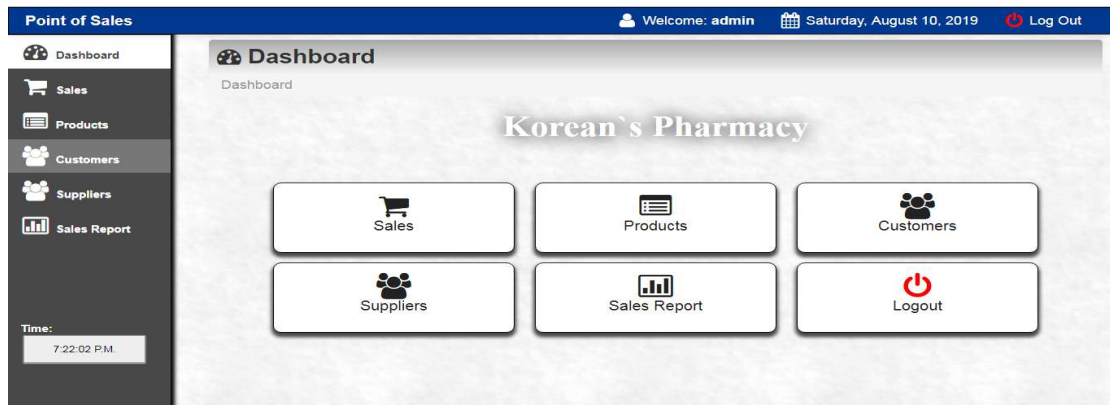 Point of Sales
Welcome: admin
Saturday, August 10, 2019
Log Out
Dashboard
Sales
Products
Customers
Suppliers
Sales Report
Time:
7:22:02 P.M.
Dashboard
Dashboard
Korean`s Pharmacy
Sales
Products
Customers
Suppliers
Sales Report
Logout